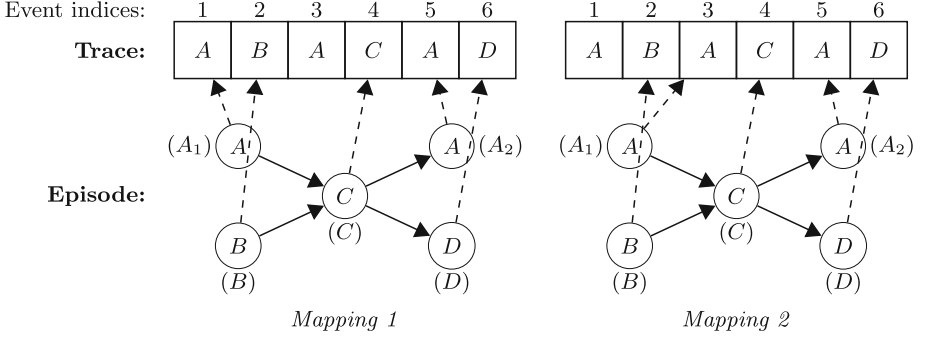 Event indices: 1 2 3 4 5 6 1 2 3 4 5 6
Trace: A B A C A D A B A C A D
(A₁) A A (A₂) (A₁) A A (A₂)
Episode: C C
(C) (C)
B D B D
(B) (D) (B) (D)
Mapping 1 Mapping 2